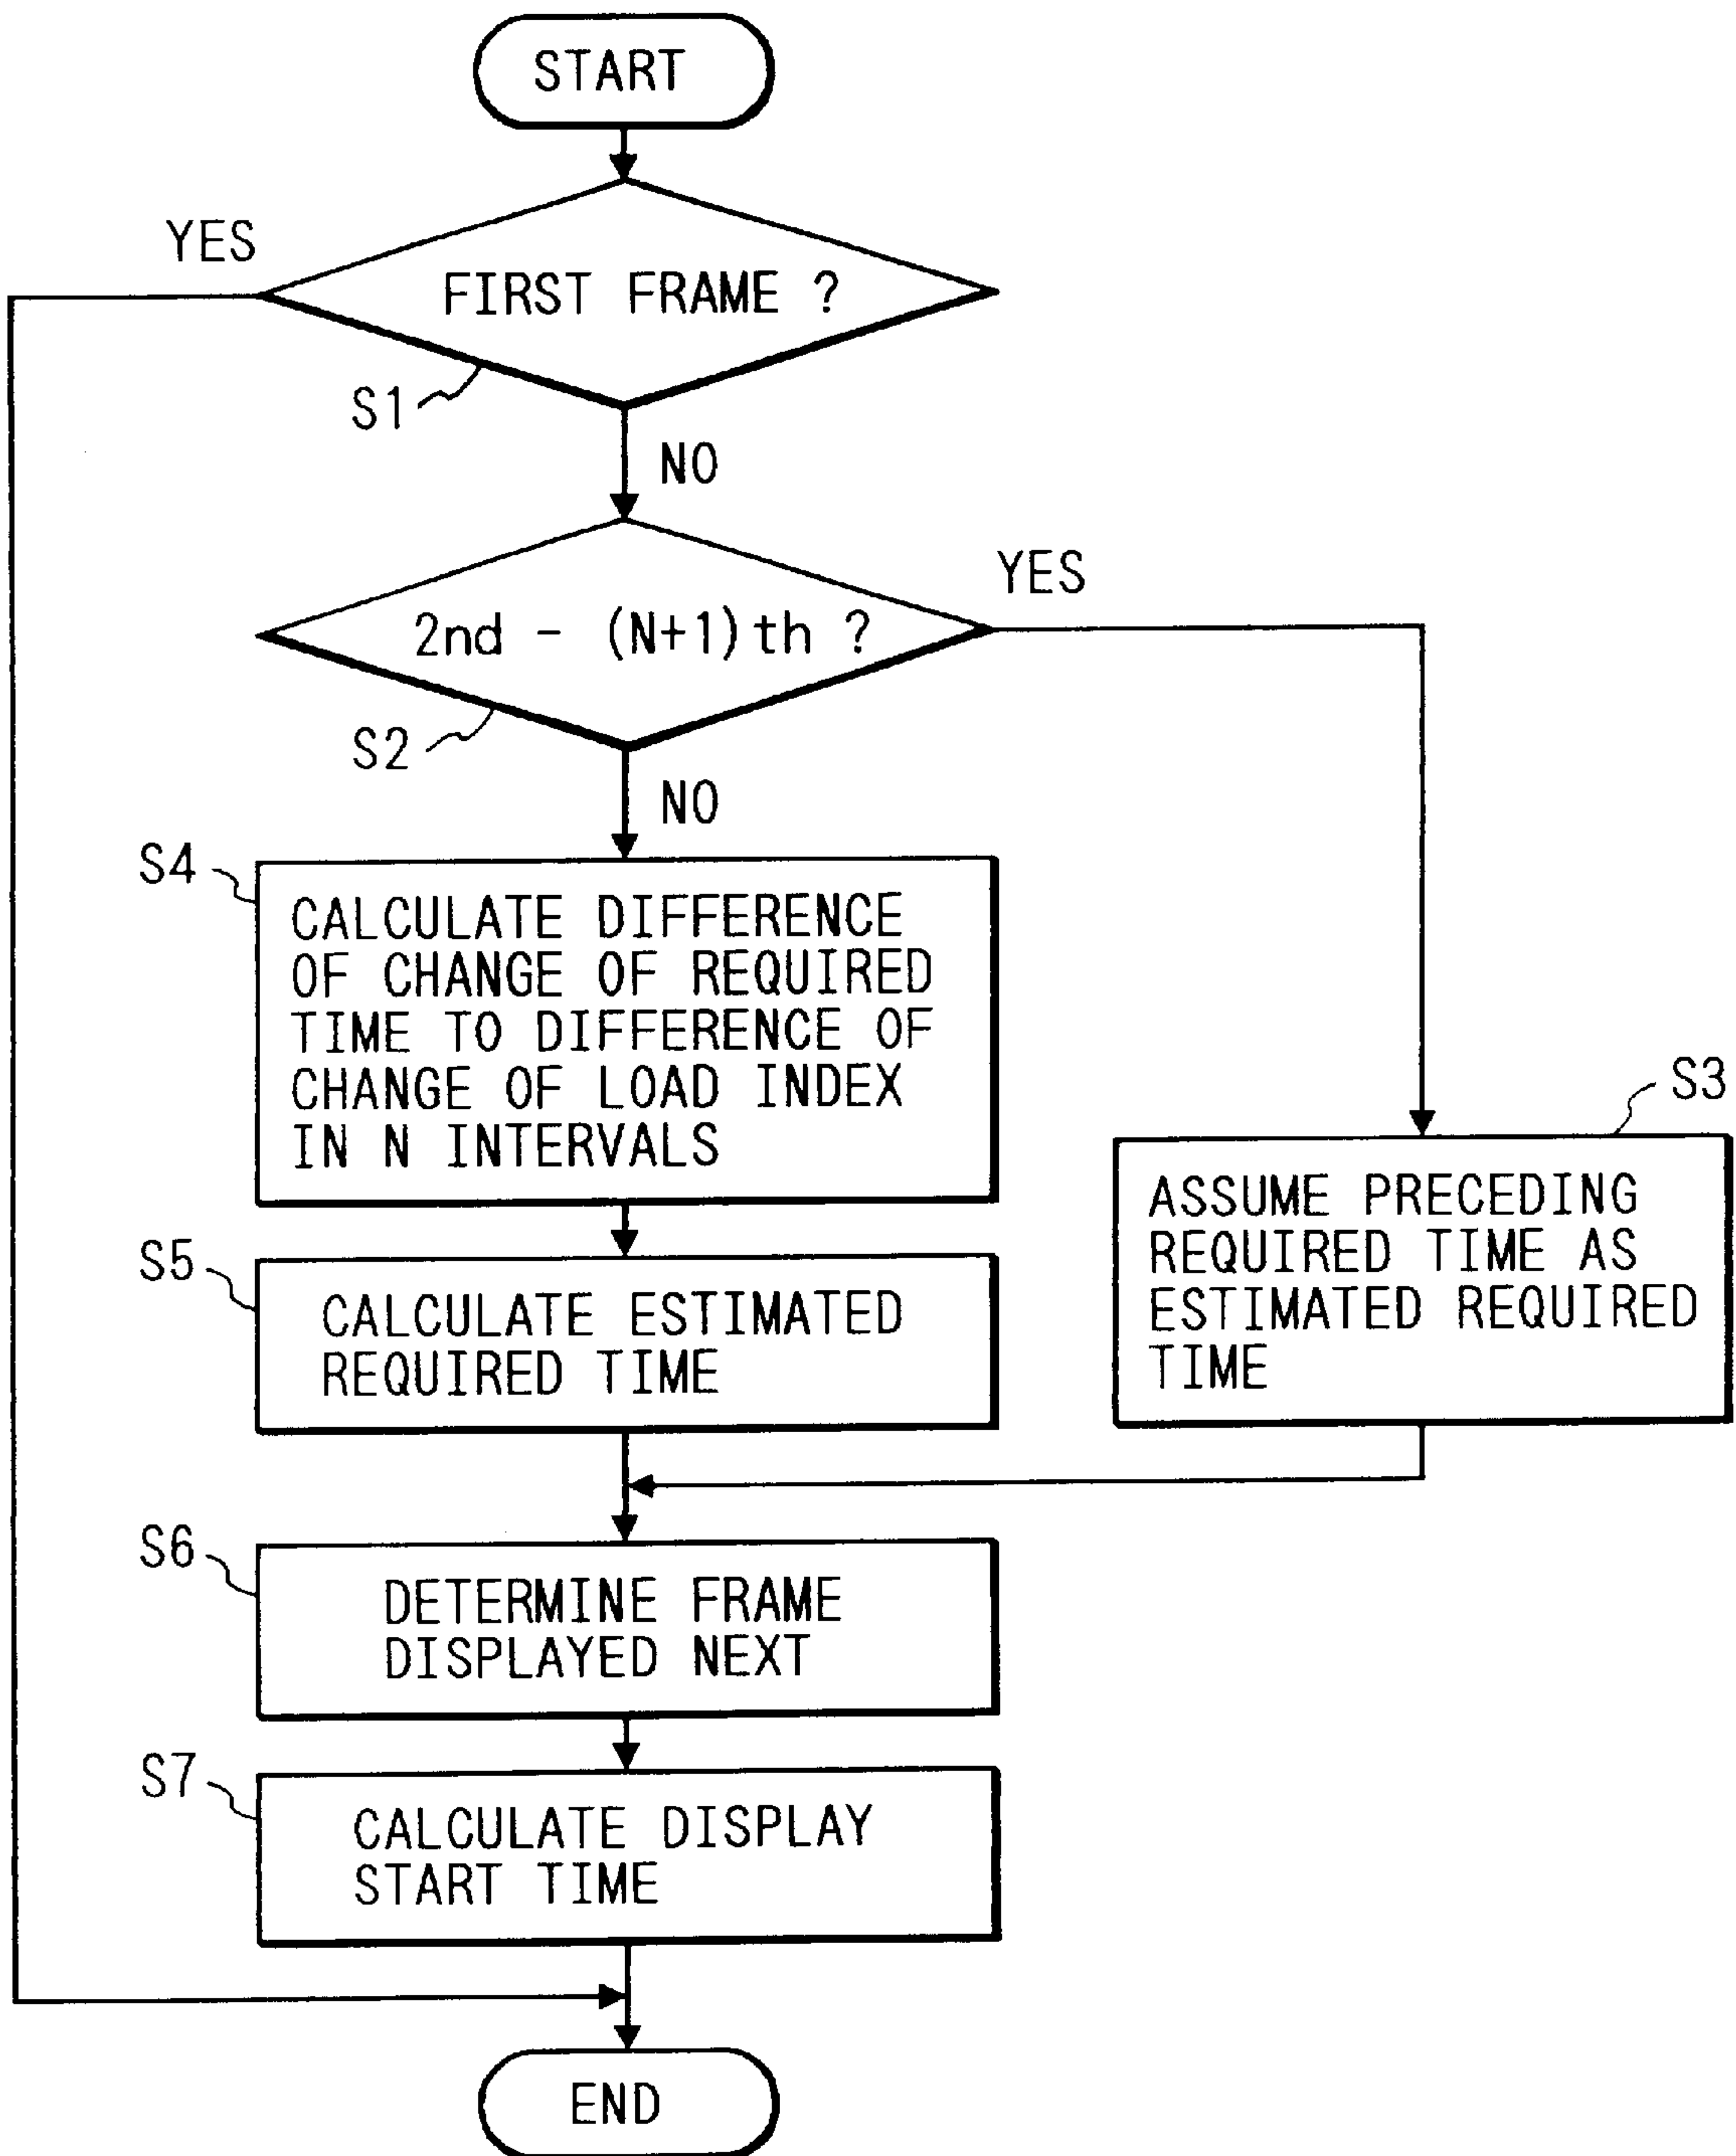 START
YES
FIRST FRAME ?
S1
NO
YES
2nd - (N+1)th ?
S2
NO
S4
CALCULATE DIFFERENCE
OF CHANGE OF REQUIRED
TIME TO DIFFERENCE OF
CHANGE OF LOAD INDEX
IN N INTERVALS
S3
ASSUME PRECEDING
REQUIRED TIME AS
ESTIMATED REQUIRED
TIME
S5
CALCULATE ESTIMATED
REQUIRED TIME
S6
DETERMINE FRAME
DISPLAYED NEXT
S7
CALCULATE DISPLAY
START TIME
END